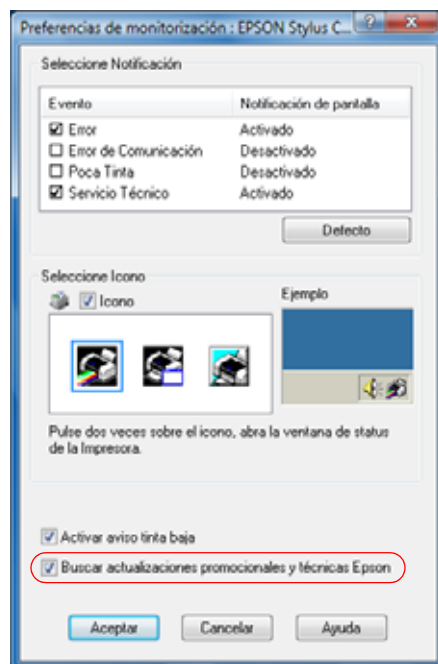 Preferencias de monitorización : EPSON Stylus C...
Seleccione Notificación
Evento Notificación de pantalla
Error Activado
Error de Comunicación Desactivado
Poca Tinta Desactivado
Servicio Técnico Activado
Defecto
Seleccione Icono
Icono
Ejemplo
Pulse dos veces sobre el icono, abra la ventana de status
de la Impresora.
Activar aviso tinta baja
Buscar actualizaciones promocionales y técnicas Epson
Aceptar Cancelar Ayuda